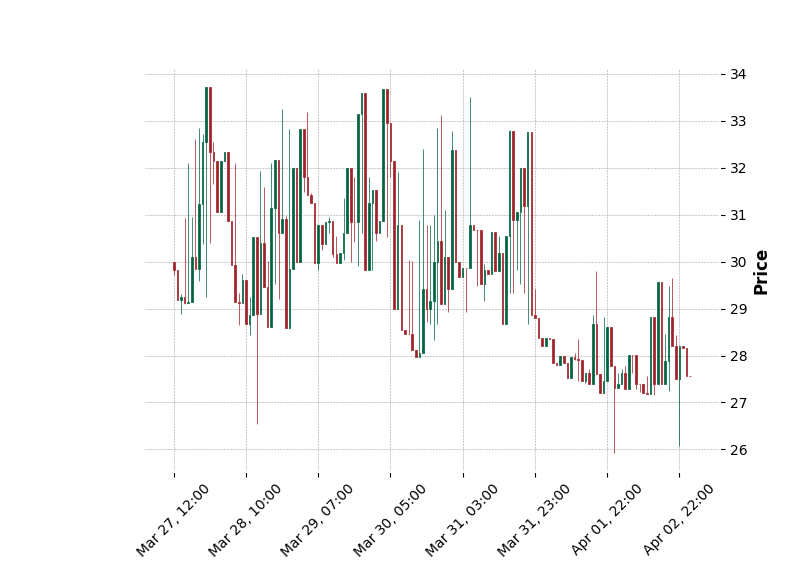 34
33
32
31
30
29
28
27
26
Price
Mar 27, 12:00
Mar 28, 10:00
Mar 29, 07:00
Mar 30, 05:00
Mar 31, 03:00
Mar 31, 23:00
Apr 01, 22:00
Apr 02, 22:00